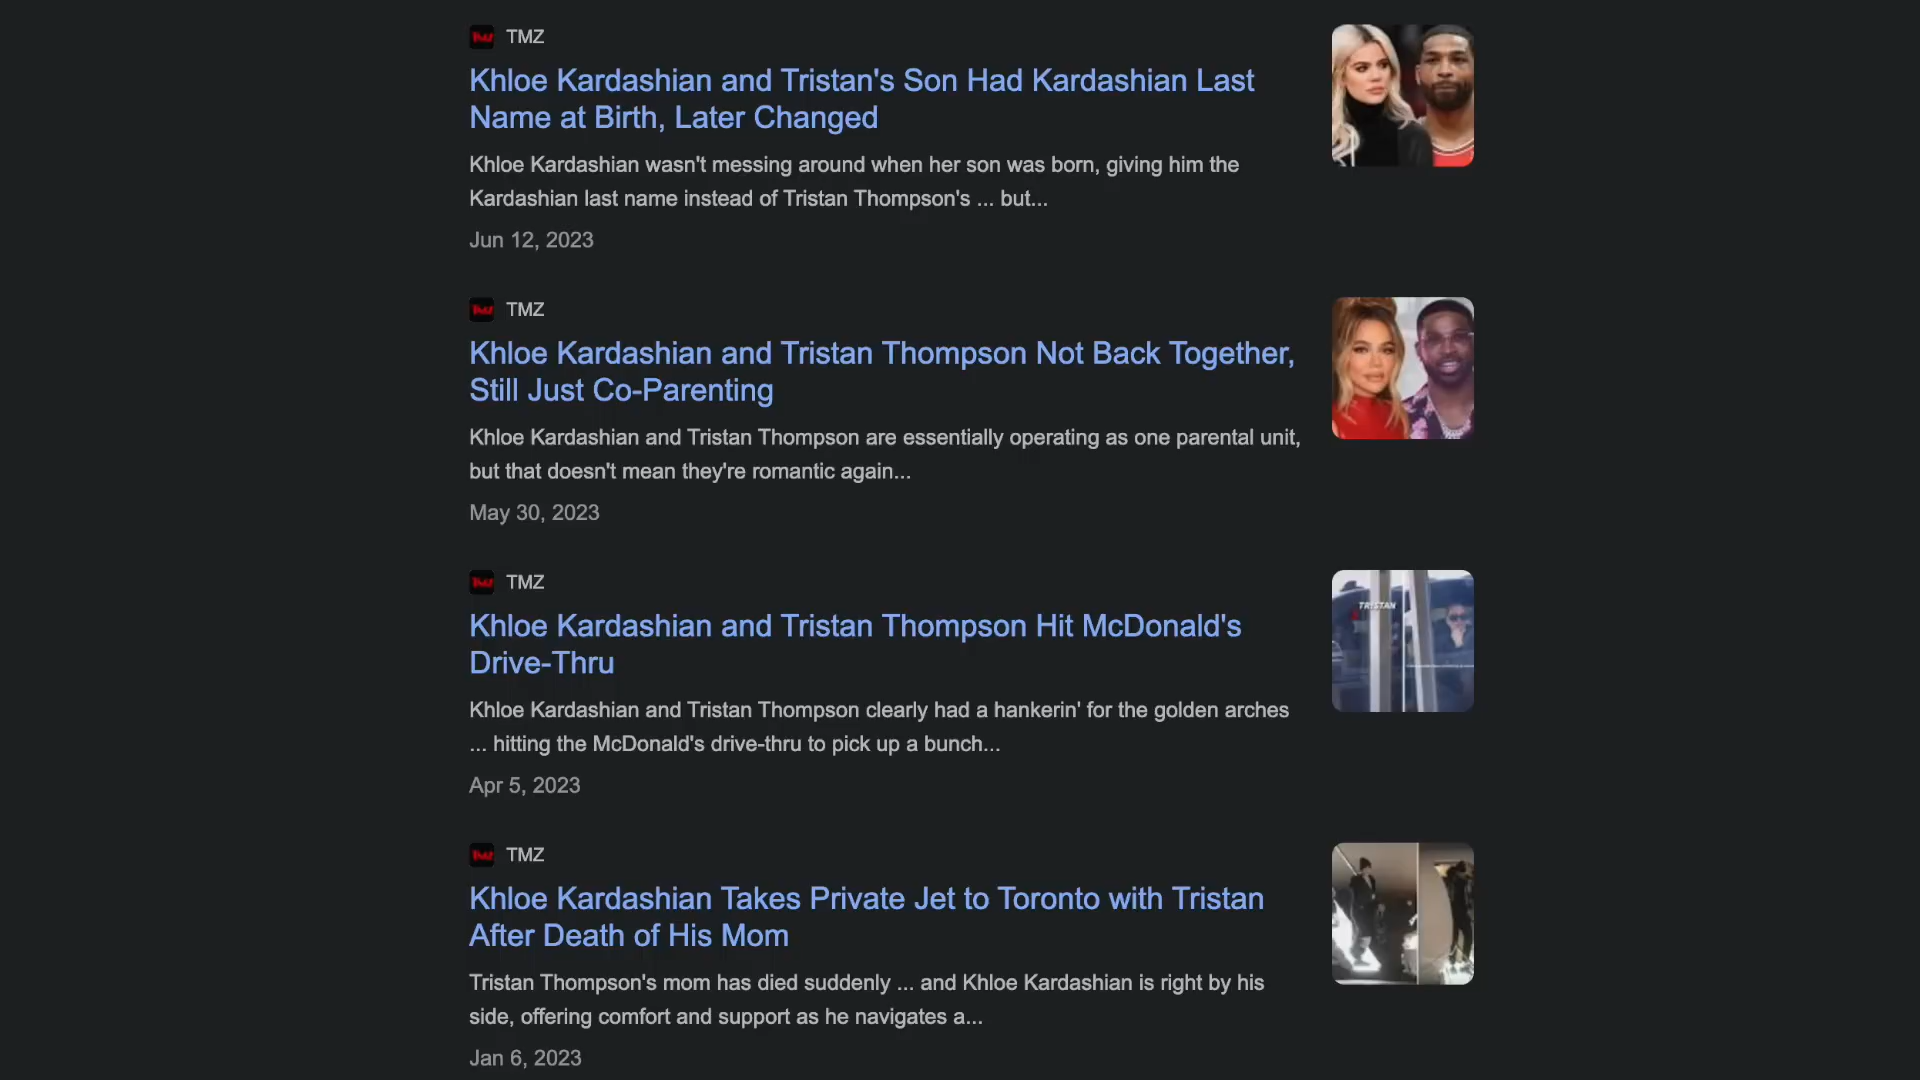 TMZ
Khloe Kardashian and Tristan's Son Had Kardashian Last
Name at Birth, Later Changed
Khloe Kardashian wasn't messing around when her son was born, giving him the
Kardashian last name instead of Tristan Thompson's ... but...
Jun 12, 2023
TMZ
Khloe Kardashian and Tristan Thompson Not Back Together,
Still Just Co-Parenting
Khloe Kardashian and Tristan Thompson are essentially operating as one parental unit,
but that doesn't mean they're romantic again...
May 30, 2023
TMZ
Khloe Kardashian and Tristan Thompson Hit McDonald's
Drive-Thru
TRISTAN
Khloe Kardashian and Tristan Thompson clearly had a hankerin' for the golden arches
... hitting the McDonald's drive-thru to pick up a bunch...
Apr 5, 2023
TMZ
Khloe Kardashian Takes Private Jet to Toronto with Tristan
After Death of His Mom
Tristan Thompson's mom has died suddenly ... and Khloe Kardashian is right by his
side, offering comfort and support as he navigates a...
Jan 6, 2023